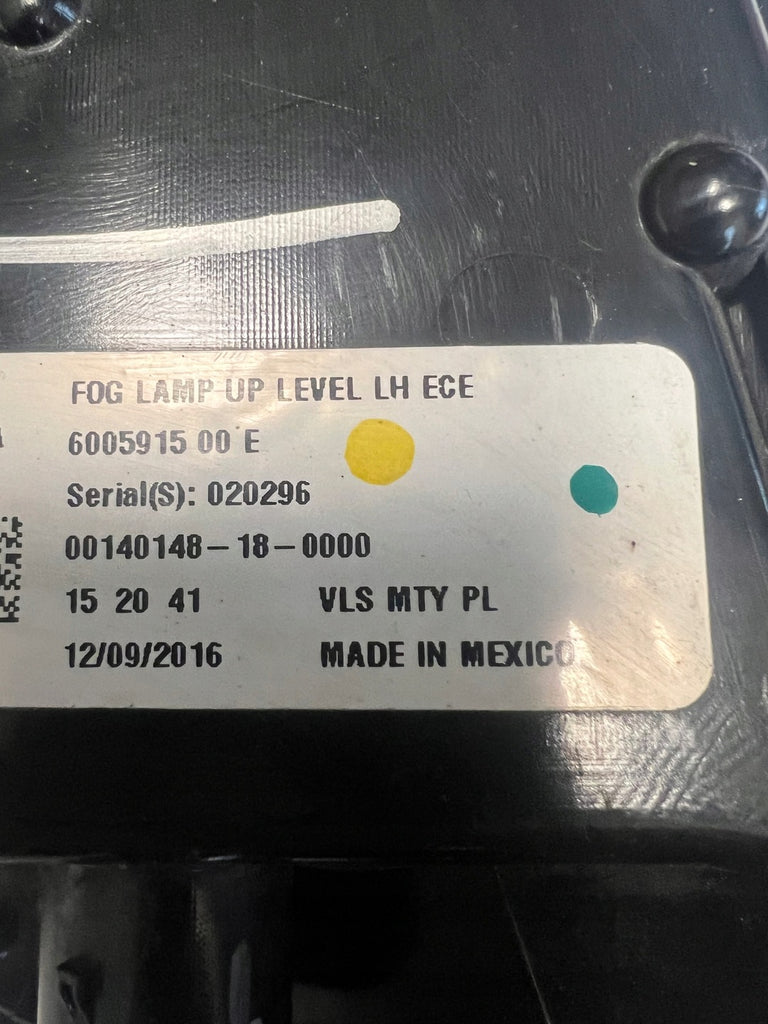 FOG LAMP UP LEVEL LH ECE
6005915 00 E
Serial(S): 020296
00140148-18-0000
15 20 41 VLS MTY PL
12/09/2016 MADE IN MEXICO